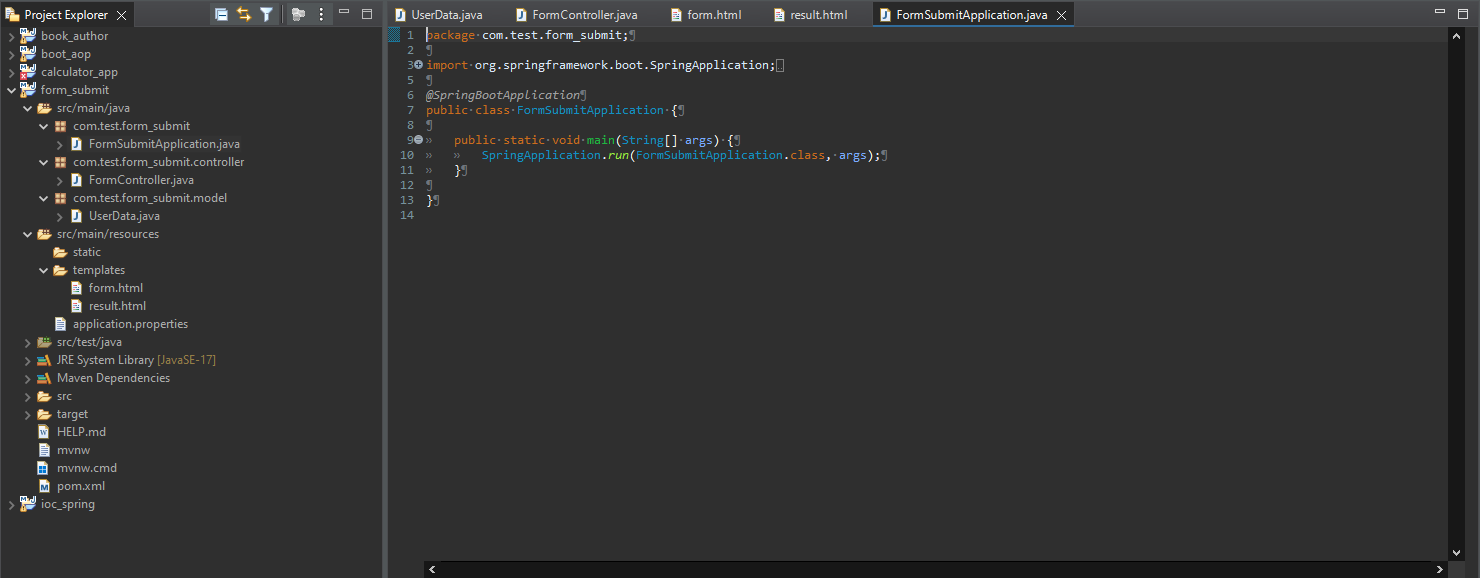 Project Explorer
book_author
boot_aop
calculator_app
form_submit
src/main/java
com.test.form_submit
FormSubmitApplication.java
com.test.form_submit.controller
FormController.java
com.test.form_submit.model
UserData.java
src/main/resources
static
templates
form.html
result.html
application.properties
src/test/java
JRE System Library [JavaSE-17]
Maven Dependencies
src
target
HELP.md
mvnw
mvnw.cmd
pom.xml
ioc_spring
UserData.java FormController.java form.html result.html FormSubmitApplication.java
1 package com.test.form_submit;
2
3 import org.springframework.boot.SpringApplication;
5
6 @SpringBootApplication
7 public class FormSubmitApplication {
8
9 public static void main(String[] args) {
10 SpringApplication.run(FormSubmitApplication.class, args);
11 }
12
13 }
14